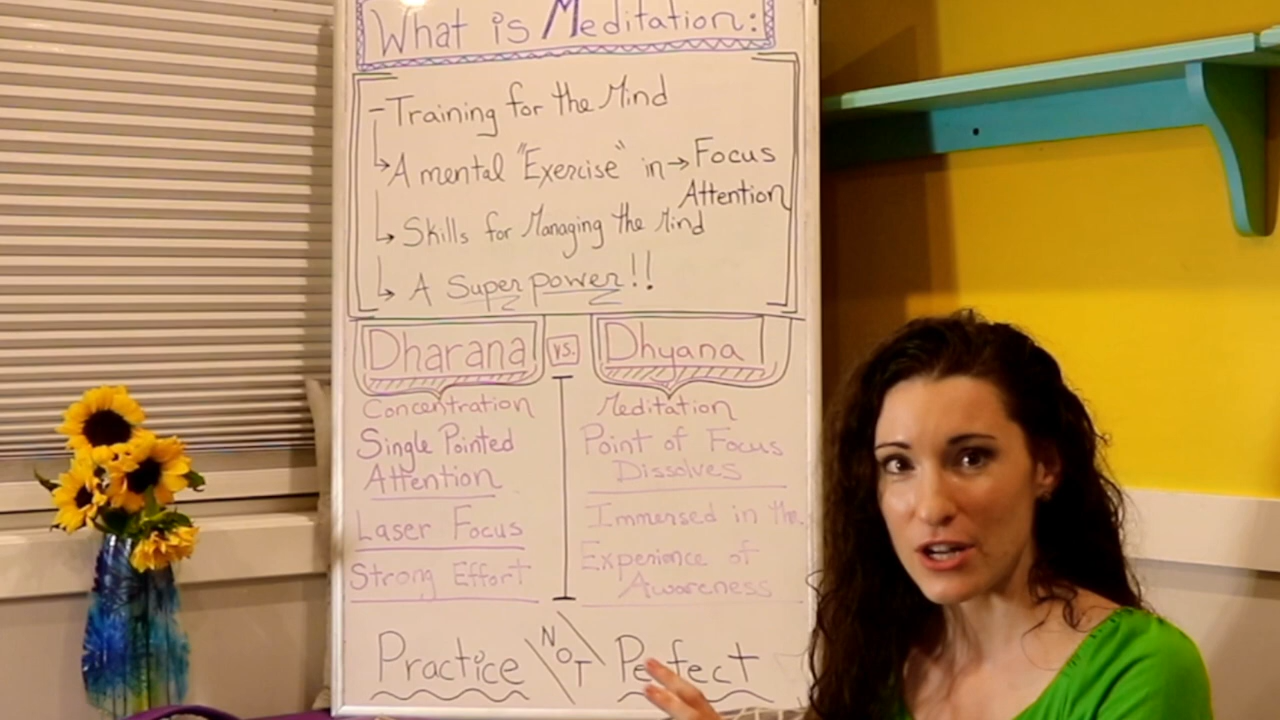 What is Meditation:
- Training for the Mind
→ A mental "Exercise" in → Focus
Attention
→ Skills for Managing the Mind
→ A Superpower!!
Dharana vs. Dhyana
Concentration
Single Pointed
Attention
Laser Focus
Strong Effort
Meditation
Point of Focus
Dissolves
Immersed in the
Experience of
Awareness
Practice NOT Perfect